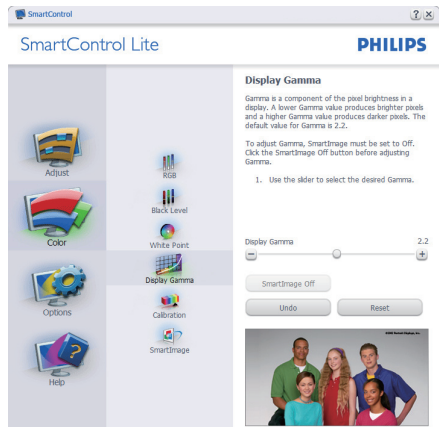 SmartControl
? ×
SmartControl Lite
PHILIPS
Adjust
Color
Options
Help
RGB
Black Level
White Point
Display Gamma
Calibration
SmartImage
Display Gamma
Gamma is a component of the pixel brightness in a
display. A lower Gamma value produces brighter pixels
and a higher Gamma value produces darker pixels. The
default value for Gamma is 2.2.
To adjust Gamma, SmartImage must be set to Off.
Click the SmartImage Off button before adjusting
Gamma.
1. Use the slider to select the desired Gamma.
Display Gamma 2.2
SmartImage Off
Undo Reset